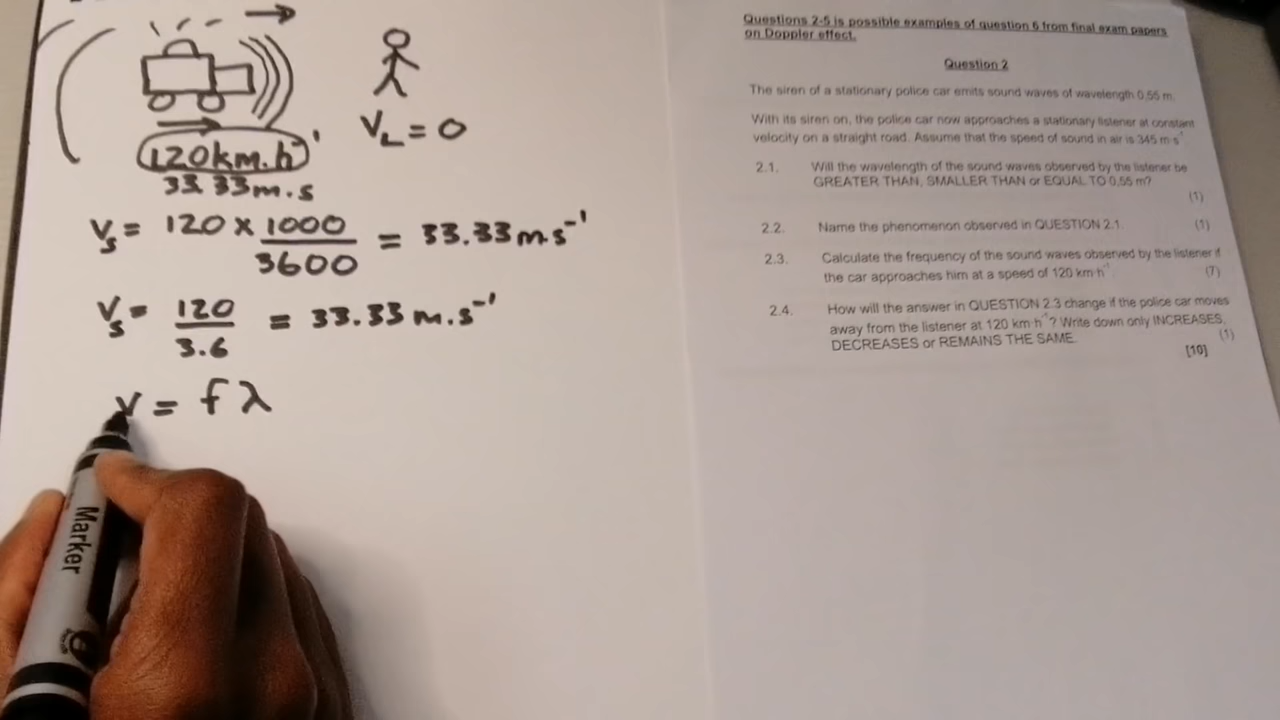 V_L = 0
120km.h^-1
33.33m.s
V_s = 120 x 1000/3600 = 33.33m.s^-1
V_s = 120/3.6 = 33.33m.s^-1
v = fλ
Marker
Questions 2-5 is possible examples of question 6 from final exam papers
on Doppler effect.
Question 2
The siren of a stationary police car emits sound waves of wavelength 0,55 m.
With its siren on, the police car now approaches a stationary listener at constant
velocity on a straight road. Assume that the speed of sound in air is 345 m·s^-1
2.1. Will the wavelength of the sound waves observed by the listener be
GREATER THAN, SMALLER THAN or EQUAL TO 0,55 m?
(1)
2.2. Name the phenomenon observed in QUESTION 2.1. (1)
2.3. Calculate the frequency of the sound waves observed by the listener if
the car approaches him at a speed of 120 km·h^-1. (7)
2.4. How will the answer in QUESTION 2.3 change if the police car moves
away from the listener at 120 km·h^-1? Write down only INCREASES,
DECREASES or REMAINS THE SAME. (1)
[10]